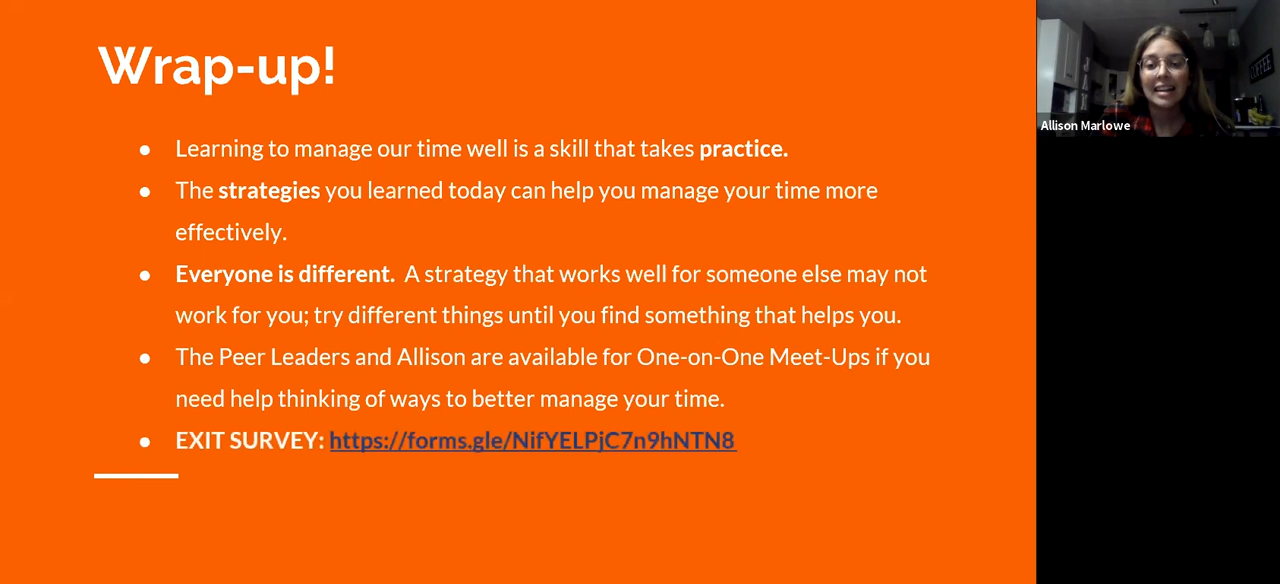 Wrap-up!
● Learning to manage our time well is a skill that takes practice.
● The strategies you learned today can help you manage your time more
effectively.
● Everyone is different.  A strategy that works well for someone else may not
work for you; try different things until you find something that helps you.
● The Peer Leaders and Allison are available for One-on-One Meet-Ups if you
need help thinking of ways to better manage your time.
● EXIT SURVEY: https://forms.gle/NifYELPjC7n9hNTN8
Allison Marlowe
COFFEE